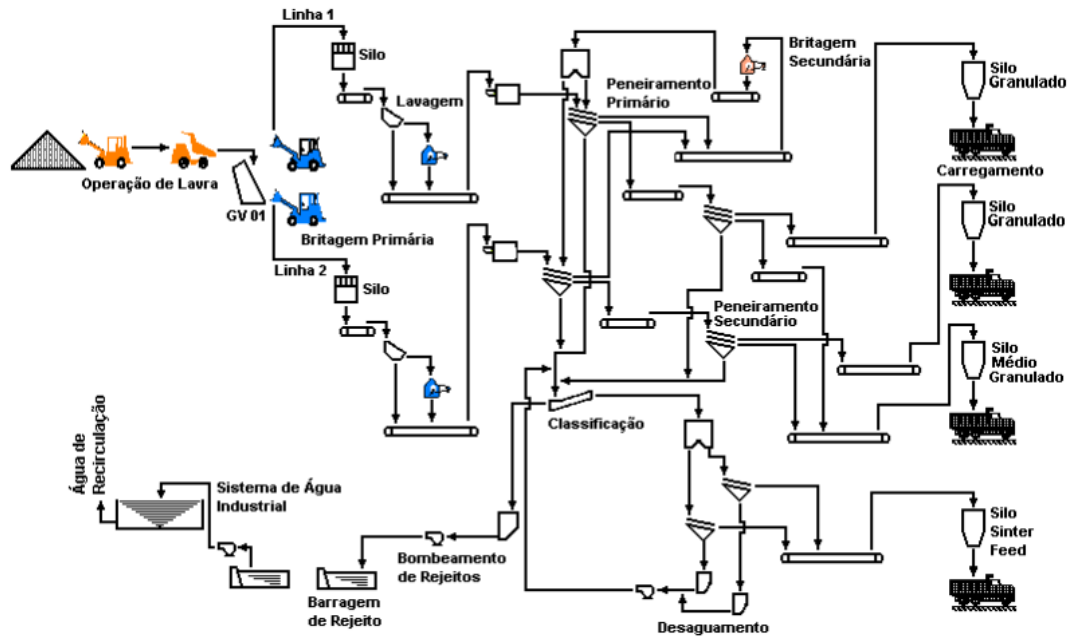 Linha 1
Silo
Lavagem
Britagem
Secundária
Peneiramento
Primário
Silo
Granulado
Carregamento
Operação de Lavra
GV 01
Britagem Primária
Linha 2
Silo
Silo
Granulado
Peneiramento
Secundário
Silo
Médio
Granulado
Classificação
Água de
Recirculação
Sistema de Água
Industrial
Bombeamento
de Rejeitos
Barragem
de Rejeito
Desaguamento
Silo
Sinter
Feed